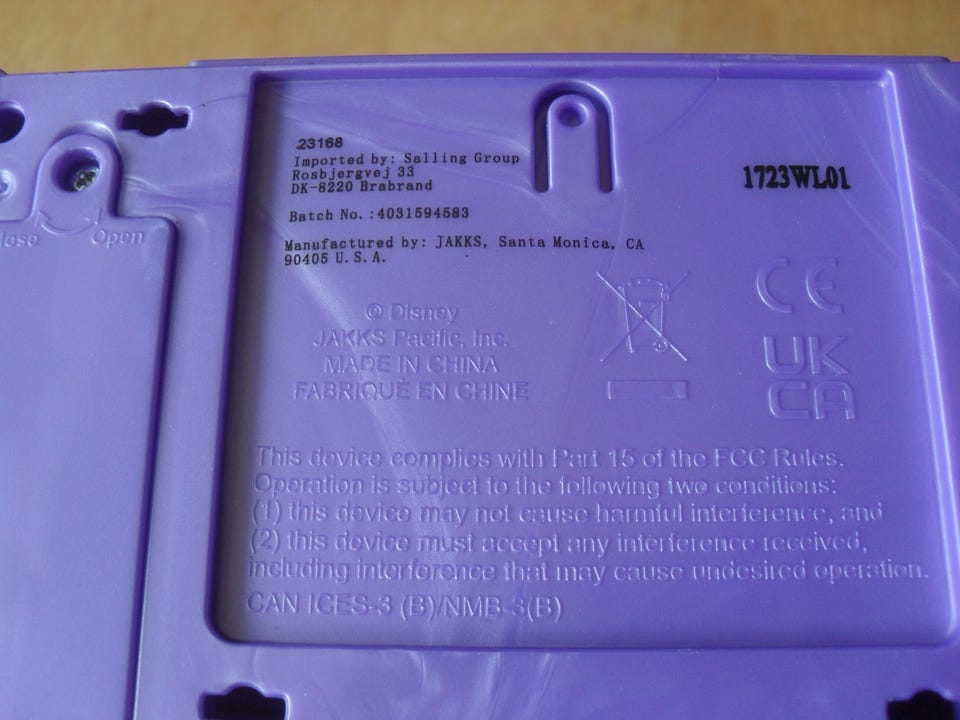 23168
Imported by: Salling Group
Rosbjergvej 33
DK-8220 Brabrand
Batch No.:4031594583
Manufactured by: JAKKS, Santa Monica, CA
90405 U.S.A.
1723WL01
Open
© Disney
JAKKS Pacific, Inc.
MADE IN CHINA
FABRIQUÉ EN CHINE
CE
UK
CA
This device complies with Part 15 of the FCC Rules.
Operation is subject to the following two conditions:
(1) this device may not cause harmful interference, and
(2) this device must accept any interference received,
including interference that may cause undesired operation.
CAN ICES-3 (B)/NMB-3(B)